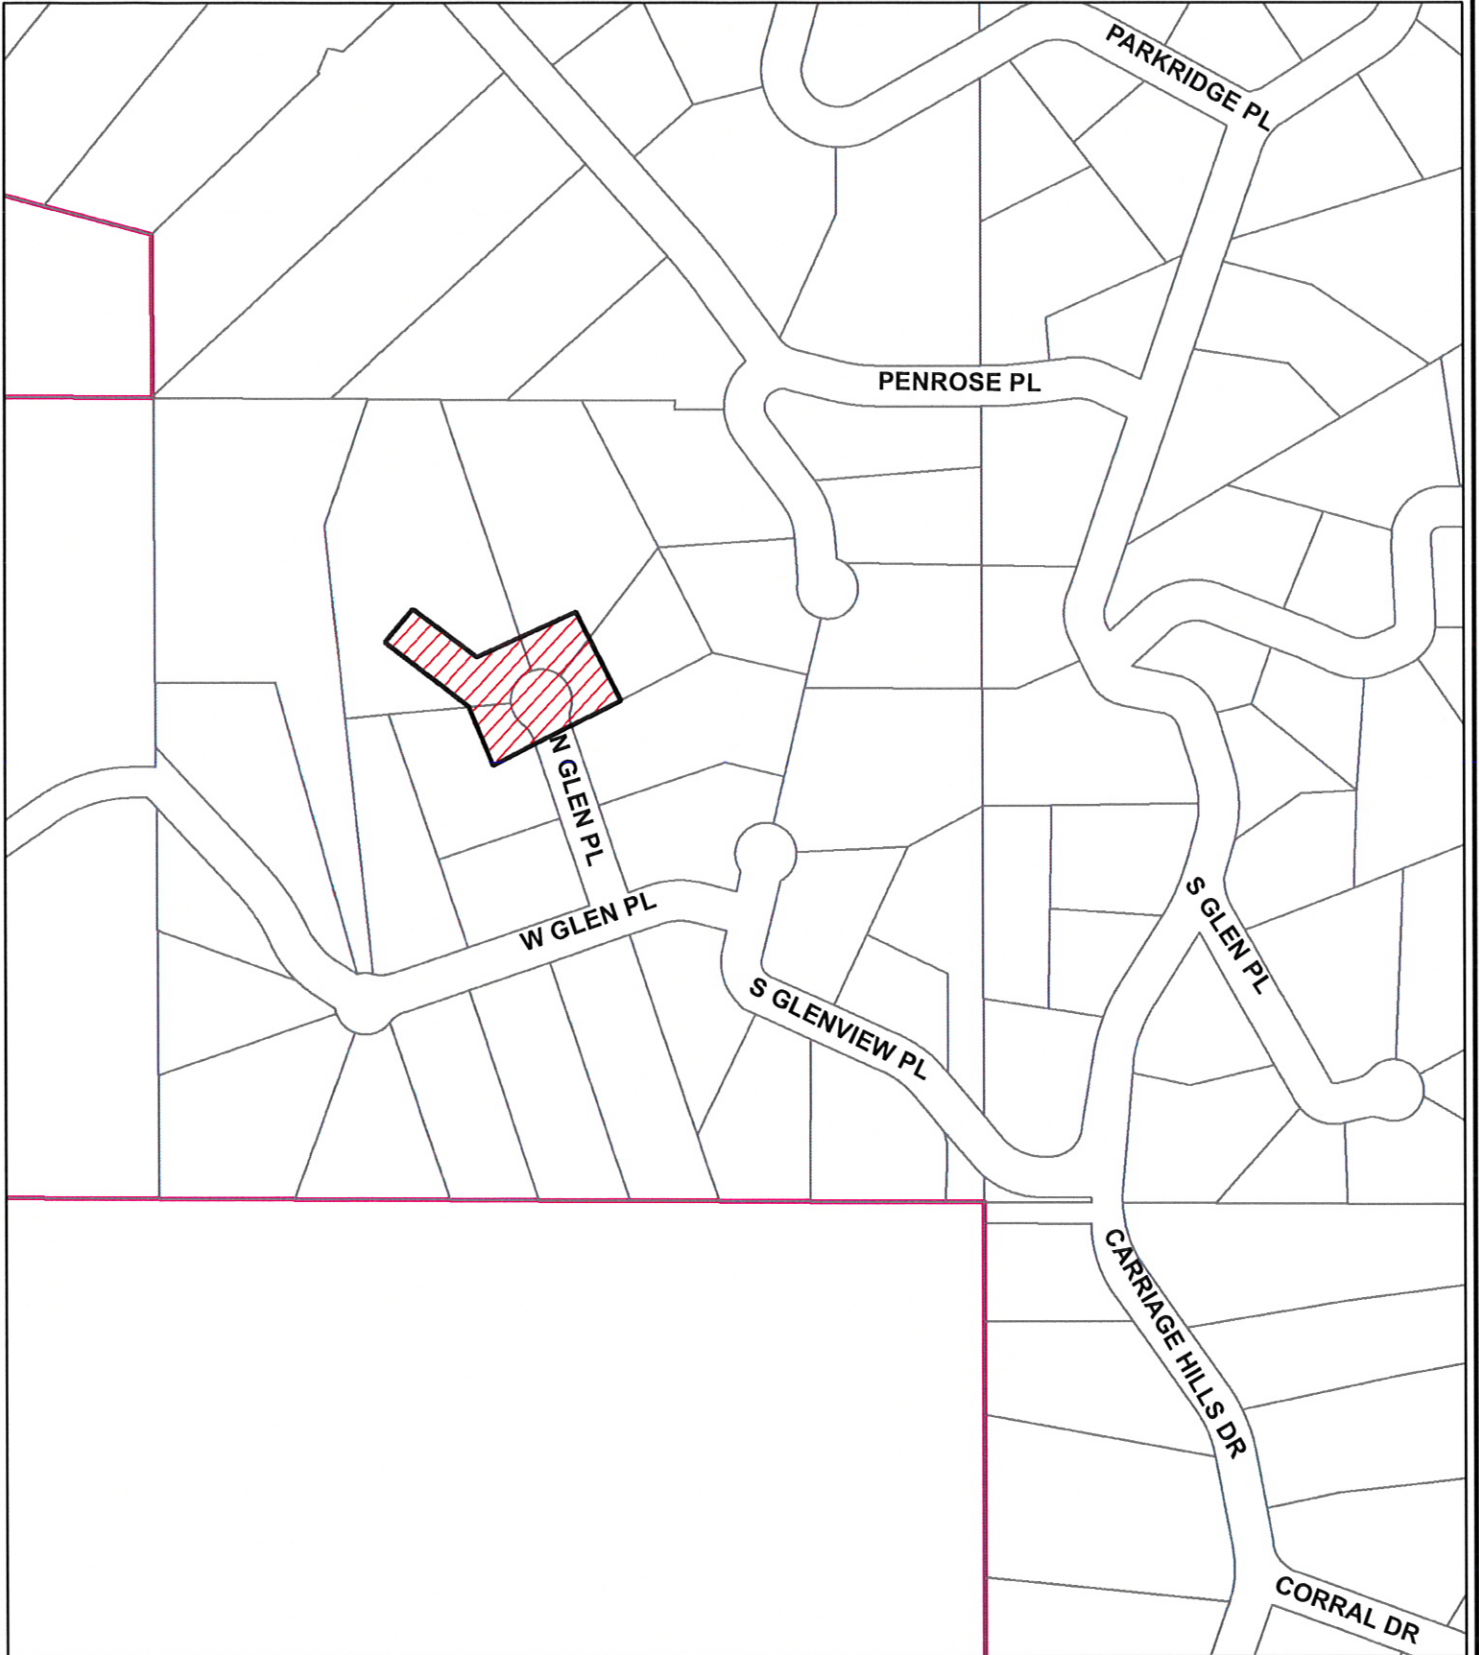 PARKRIDGE PL
PENROSE PL
N GLEN PL
W GLEN PL
S GLEN PL
S GLENVIEW PL
CARRIAGE HILLS DR
CORRAL DR